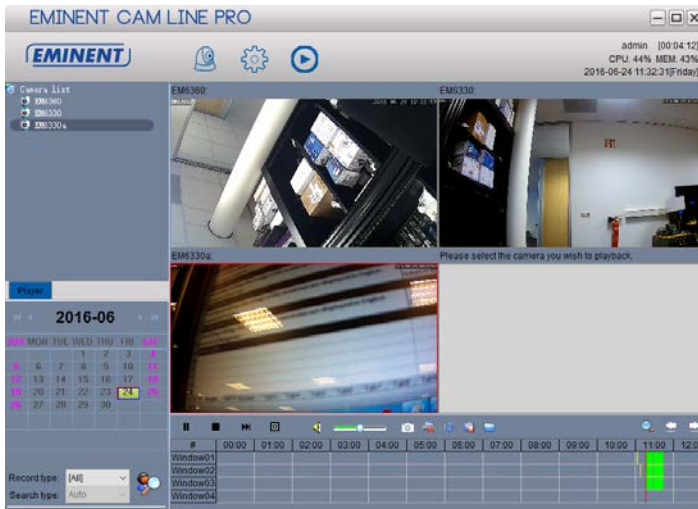 EMINENT CAM LINE PRO
EMINENT
admin [00:04:12]
CPU: 44% MEM: 43%
2016-06-24 11:32:31[Friday]
Camera list
EM6360
EM6330
EM6330a
EM6360:
EM6330:
EM6330a:
Please select the camera you wish to playback.
Player
2016-06
SUN MON TUE WED THU FRI SAT
1 2 3 4
5 6 7 8 9 10 11
12 13 14 15 16 17 18
19 20 21 22 23 24 25
26 27 28 29 30
Record type: [All]
Search type: Auto
# 00:00 01:00 02:00 03:00 04:00 05:00 06:00 07:00 08:00 09:00 10:00 11:00 12:0
Window01
Window02
Window03
Window04